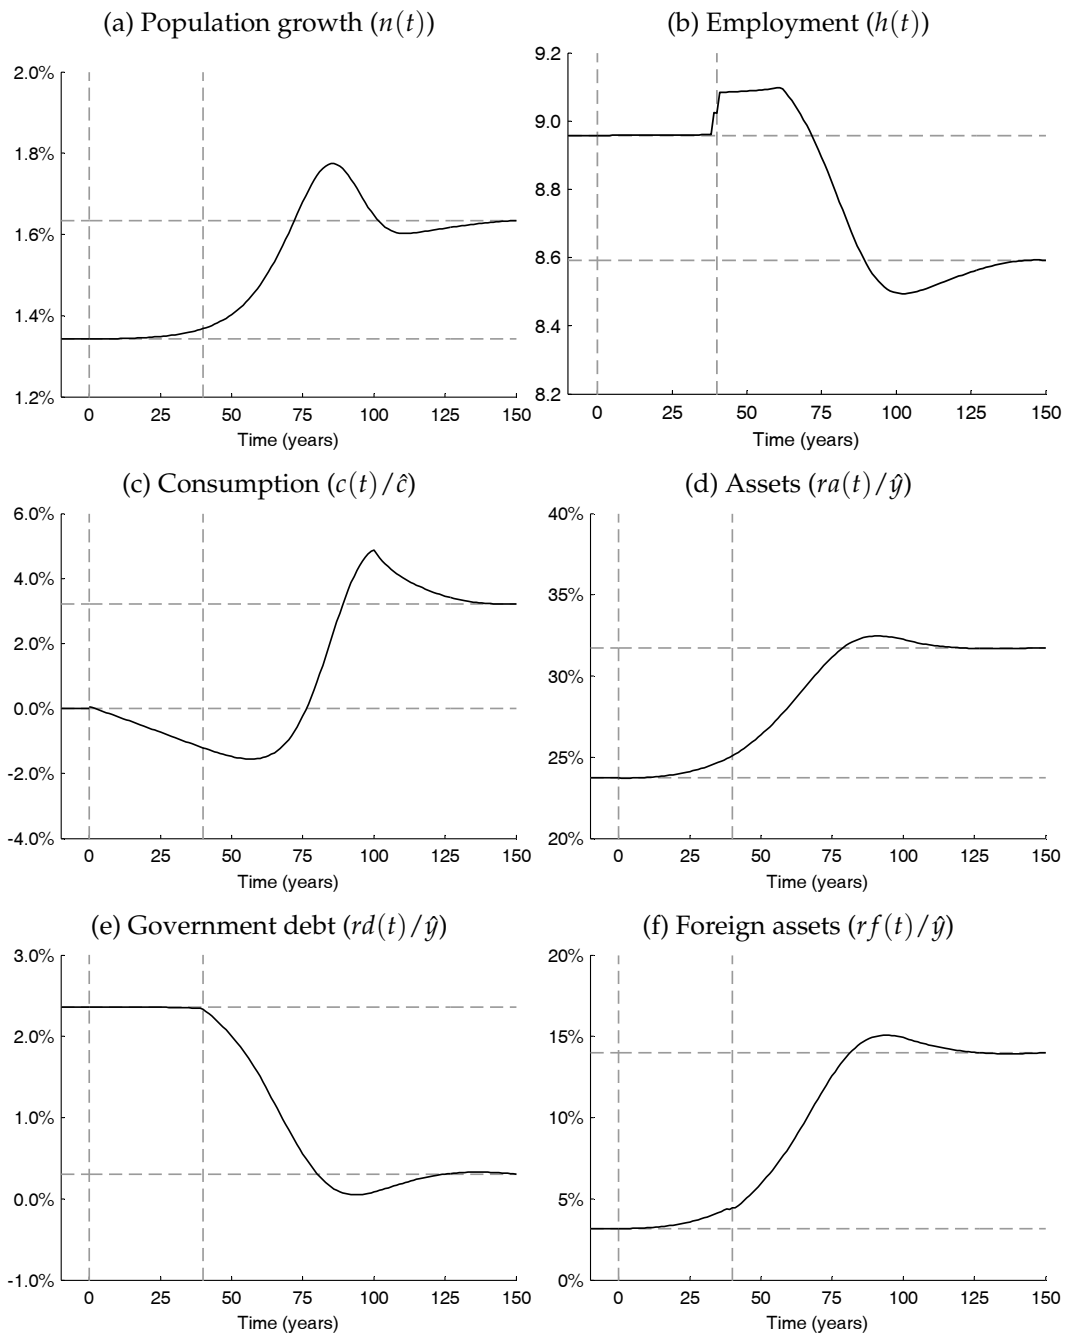 (a) Population growth (n(t))
2.0%
1.8%
1.6%
1.4%
1.2%
0 25 50 75 100 125 150
Time (years)
(b) Employment (h(t))
9.2
9.0
8.8
8.6
8.4
8.2
0 25 50 75 100 125 150
Time (years)
(c) Consumption (c(t)/ĉ)
6.0%
4.0%
2.0%
0.0%
-2.0%
-4.0%
0 25 50 75 100 125 150
Time (years)
(d) Assets (ra(t)/ŷ)
40%
35%
30%
25%
20%
0 25 50 75 100 125 150
Time (years)
(e) Government debt (rd(t)/ŷ)
3.0%
2.0%
1.0%
0.0%
-1.0%
0 25 50 75 100 125 150
Time (years)
(f) Foreign assets (rf(t)/ŷ)
20%
15%
10%
5%
0%
0 25 50 75 100 125 150
Time (years)